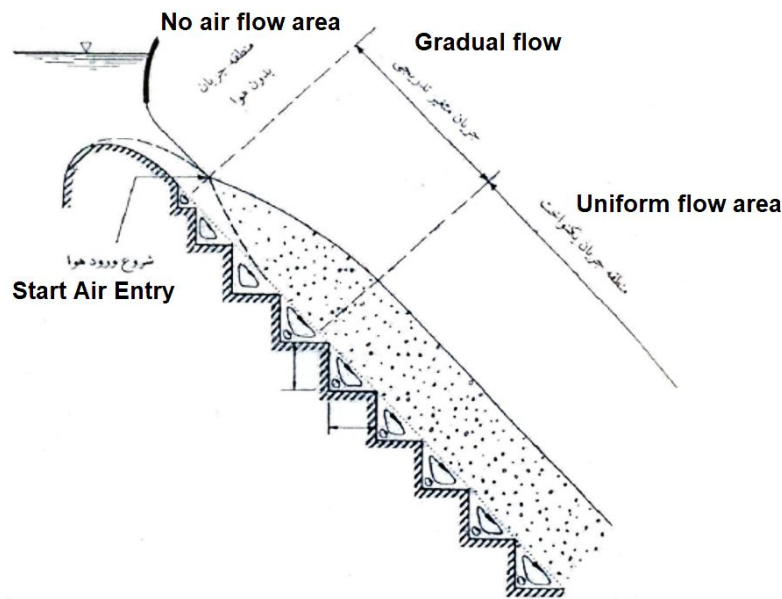 No air flow area
منطقه جریان
بدون هوا
Gradual flow
جریان متغیر تدریجی
Uniform flow area
منطقه جریان یکنواخت
شروع ورود هوا
Start Air Entry